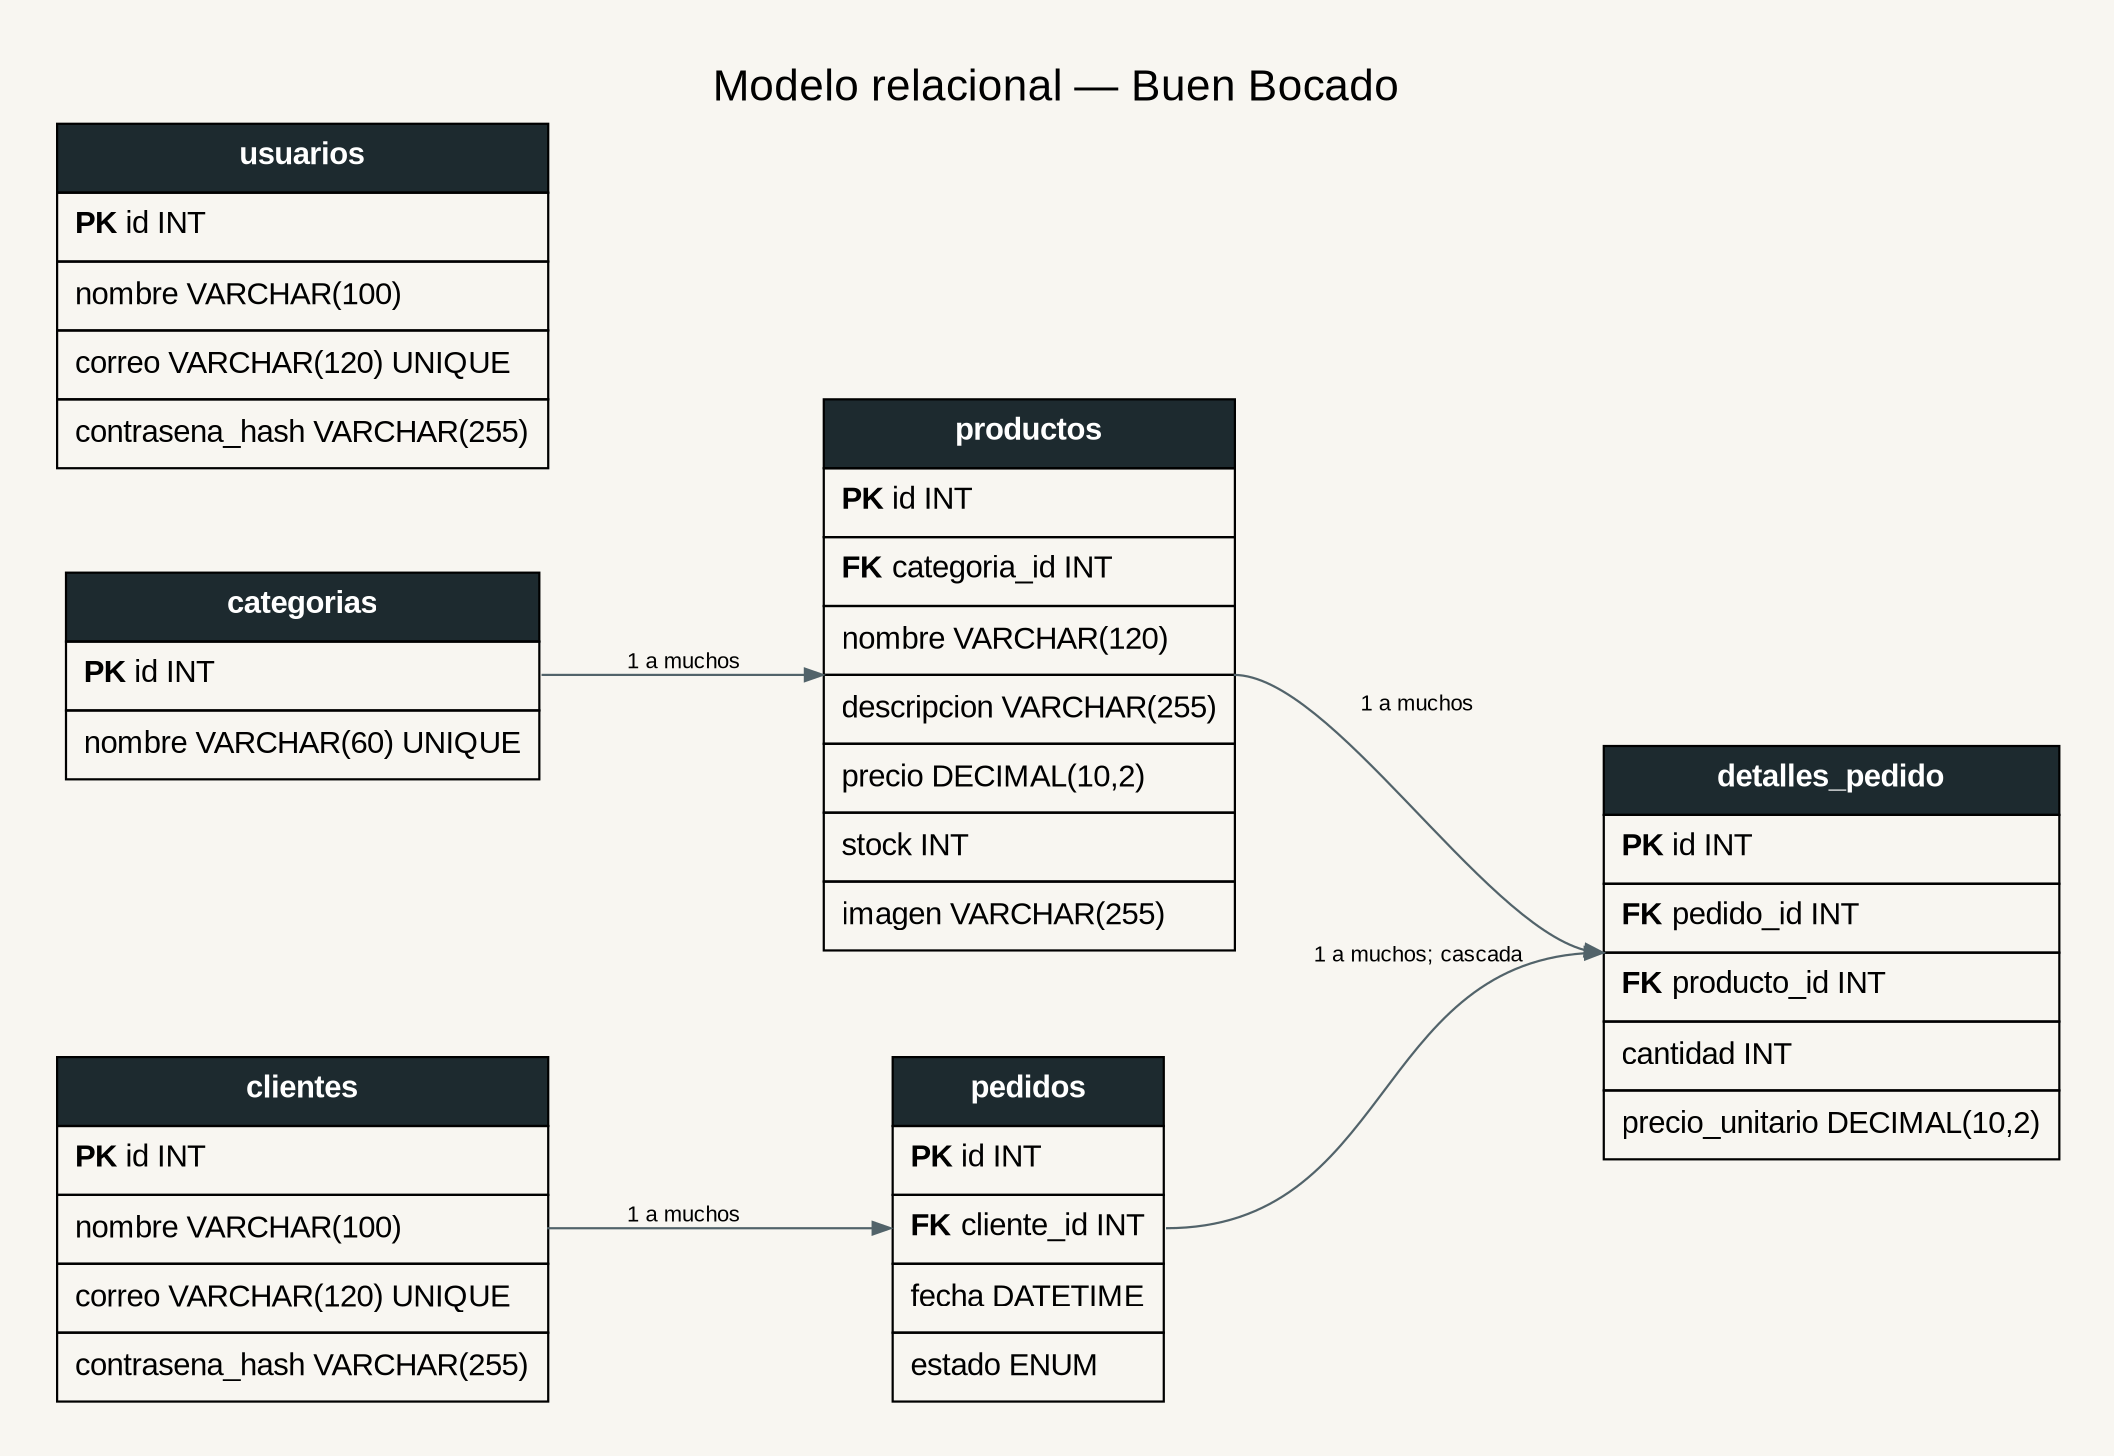 Modelo relacional — Buen Bocado
usuarios
PK id INT
nombre VARCHAR(100)
correo VARCHAR(120) UNIQUE
contrasena_hash VARCHAR(255)
categorias
PK id INT
nombre VARCHAR(60) UNIQUE
1 a muchos
productos
PK id INT
FK categoria_id INT
nombre VARCHAR(120)
descripcion VARCHAR(255)
precio DECIMAL(10,2)
stock INT
imagen VARCHAR(255)
1 a muchos
1 a muchos; cascada
detalles_pedido
PK id INT
FK pedido_id INT
FK producto_id INT
cantidad INT
precio_unitario DECIMAL(10,2)
clientes
PK id INT
nombre VARCHAR(100)
correo VARCHAR(120) UNIQUE
contrasena_hash VARCHAR(255)
1 a muchos
pedidos
PK id INT
FK cliente_id INT
fecha DATETIME
estado ENUM